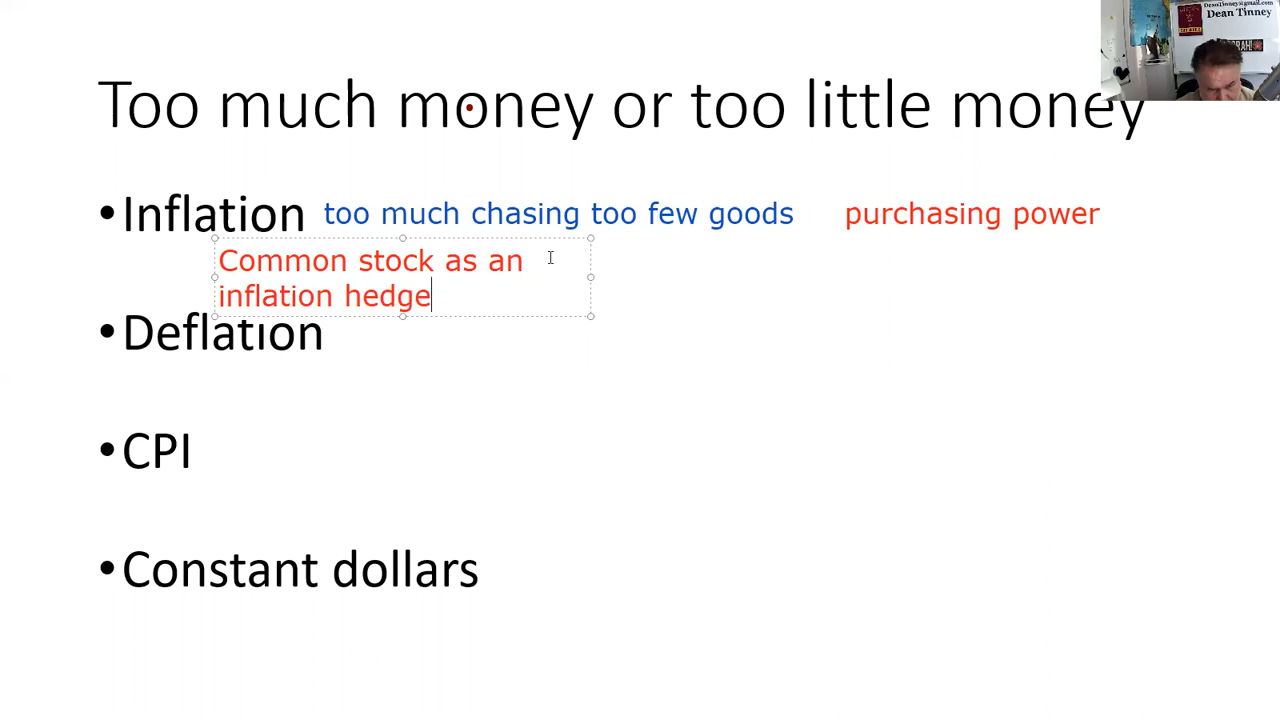 DeanTinney@gmail.com
Dean Tinney
Too much money or too little money
• Inflation too much chasing too few goods purchasing power
Common stock as an
inflation hedge
Deflation
• CPI
• Constant dollars